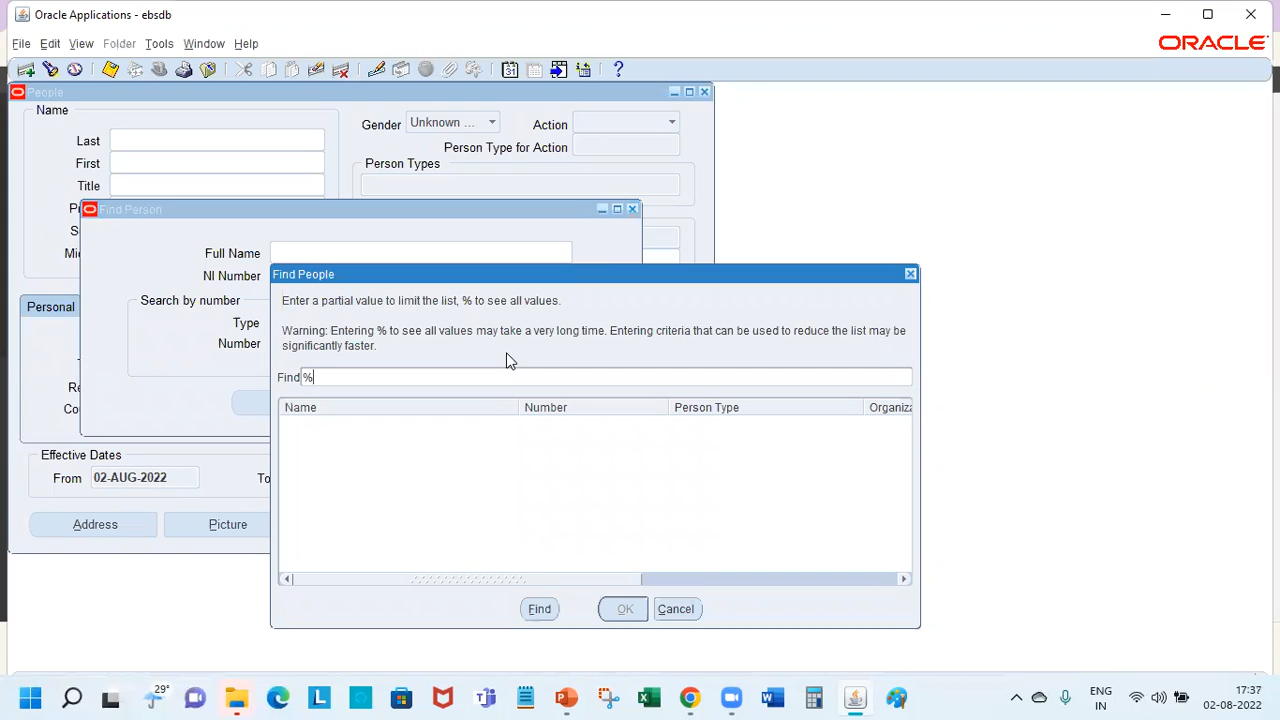 Oracle Applications - ebsdb
File Edit View Folder Tools Window Help
ORACLE
People
Name
Last
First
Title
Gender Unknown ... Action
Person Type for Action
Person Types
Find Person
Full Name
NI Number
Search by number
Type
Number
Find People
Enter a partial value to limit the list, % to see all values.
Warning: Entering % to see all values may take a very long time. Entering criteria that can be used to reduce the list may be
significantly faster.
Find %
Name Number Person Type Organiza
Find OK Cancel
Personal
Effective Dates
From 02-AUG-2022 To
Address Picture
29°
ENG
IN
17:37
02-08-2022